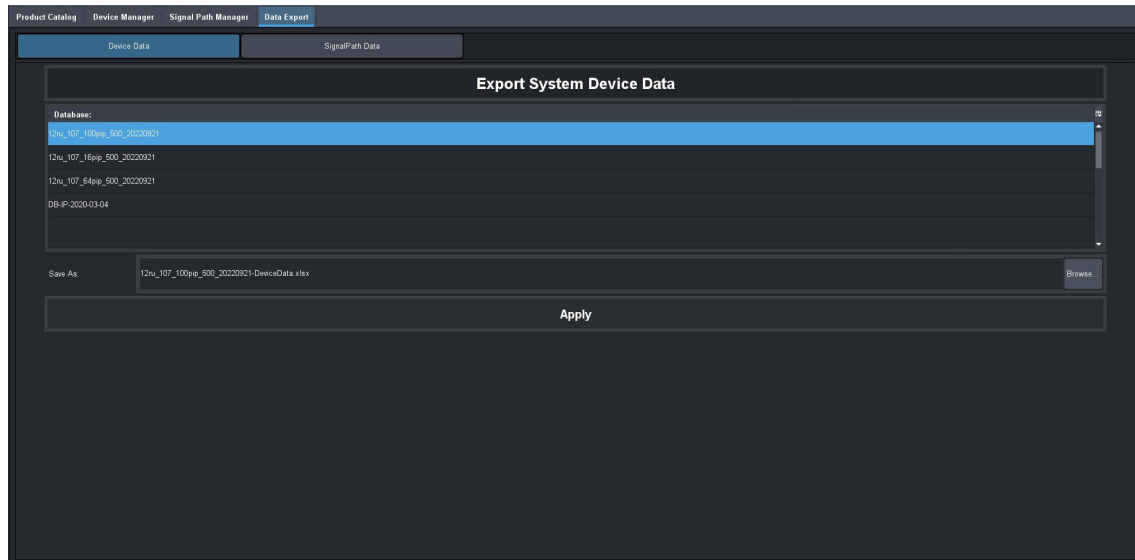 Product Catalog Device Manager Signal Path Manager Data Export
Device Data SignalPath Data
Export System Device Data
Database:
12ru_107_100pip_500_20220921
12ru_107_16pip_500_20220921
12ru_107_64pip_500_20220921
DB-IP-2020-03-04
Save As: 12ru_107_100pip_500_20220921-DeviceData.xlsx Browse...
Apply